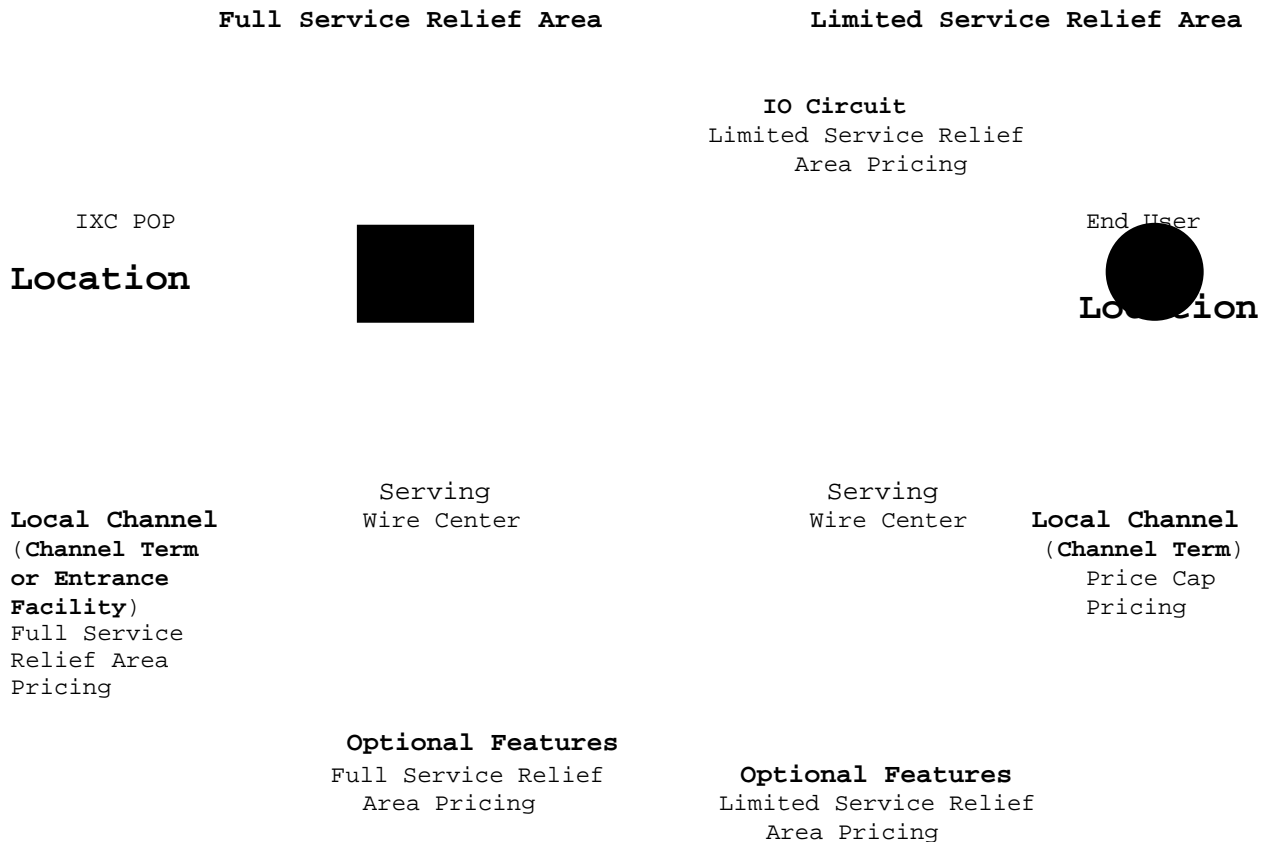 Full Service Relief Area
Limited Service Relief Area
IO Circuit
Limited Service Relief
Area Pricing
IXC POP
Location
End User
Serving
Wire Center
Serving
Wire Center
Local Channel
(Channel Term
or Entrance
Facility)
Full Service
Relief Area
Pricing
Local Channel
(Channel Term)
Price Cap
Pricing
Optional Features
Full Service Relief
Area Pricing
Optional Features
Limited Service Relief
Area Pricing